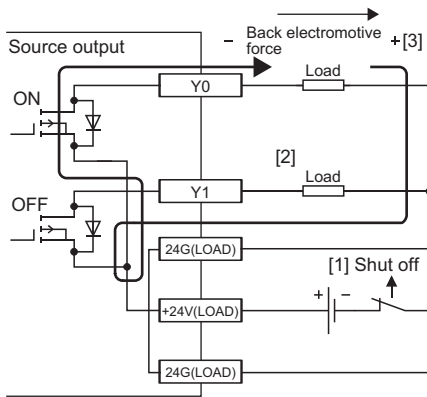 Source output
- Back electromotive force + [3]
Load
Y0
ON
[2]
Load
Y1
OFF
24G(LOAD)
[1] Shut off
+ -
+24V(LOAD)
24G(LOAD)